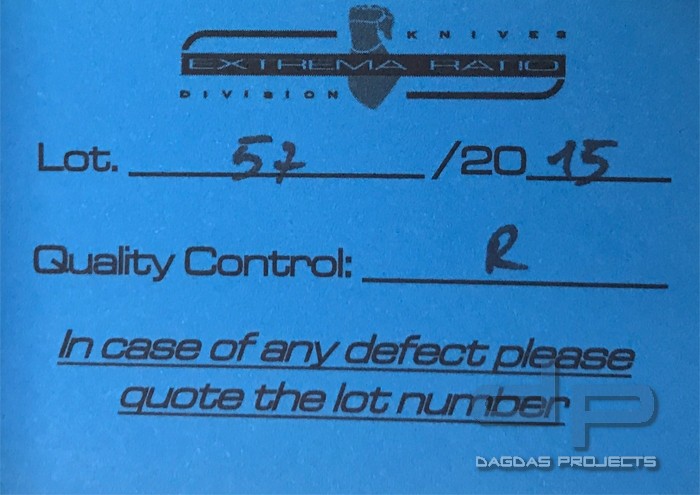 KNIVES
EXTREMA RATIO
DIVISION
Lot. 57 /2015
Quality Control: R
In case of any defect please
quote the lot number
dp
DAGDAS PROJECTS